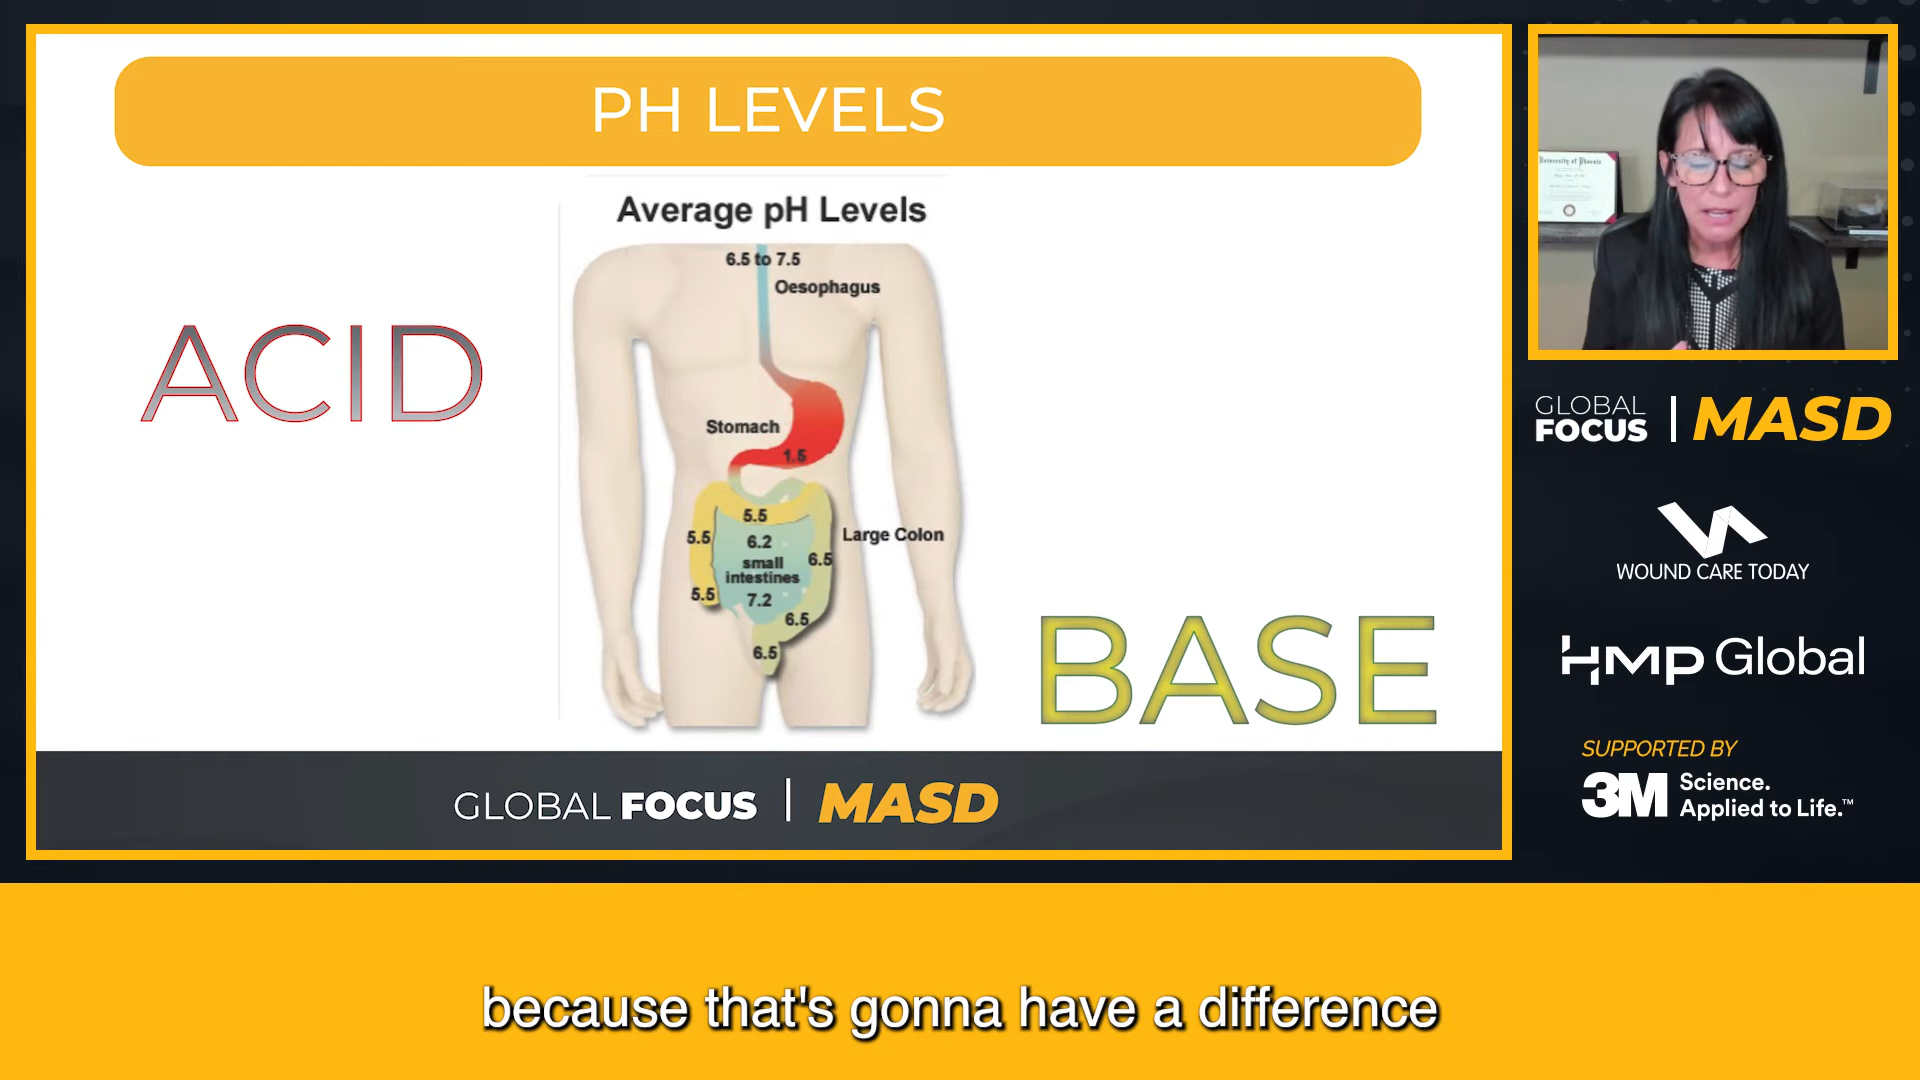 PH LEVELS
Average pH Levels
6.5 to 7.5
Oesophagus
ACID
Stomach
1.5
5.5
5.5
6.2
Large Colon
small
6.5
intestines
5.5
7.2
6.5
6.5
BASE
GLOBAL FOCUS | MASD
University of Phoenix
GLOBAL
FOCUS | MASD
WOUND CARE TODAY
HMP Global
SUPPORTED BY
3M Science.
Applied to Life.™
because that's gonna have a difference